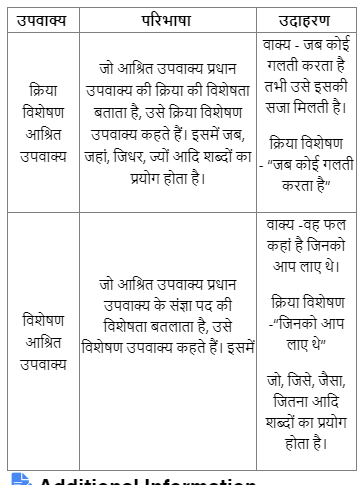 उपवाक्य परिभाषा उदाहरण
क्रिया
विशेषण
आश्रित
उपवाक्य
जो आश्रित उपवाक्य प्रधान
उपवाक्य की क्रिया की विशेषता
बताता है, उसे क्रिया विशेषण
उपवाक्य कहते हैं। इसमें जब,
जहां, जिधर, ज्यों आदि शब्दों का
प्रयोग होता है।
वाक्य - जब कोई
गलती करता है
तभी उसे इसकी
सजा मिलती है।
क्रिया विशेषण
- “जब कोई गलती
करता है”
विशेषण
आश्रित
उपवाक्य
जो आश्रित उपवाक्य प्रधान
उपवाक्य के संज्ञा पद की
विशेषता बतलाता है, उसे
विशेषण उपवाक्य कहते हैं। इसमें
वाक्य -वह फल
कहां है जिनको
आप लाए थे।
क्रिया विशेषण
-“जिनको आप
लाए थे”
जो, जिसे, जैसा,
जितना आदि
शब्दों का प्रयोग
होता है।
Additional Information